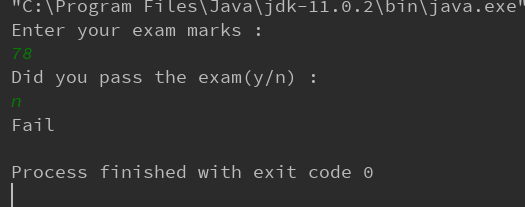 "C:\Program Files\Java\jdk-11.0.2\bin\java.exe"
Enter your exam marks :
78
Did you pass the exam(y/n) :
n
Fail
Process finished with exit code 0